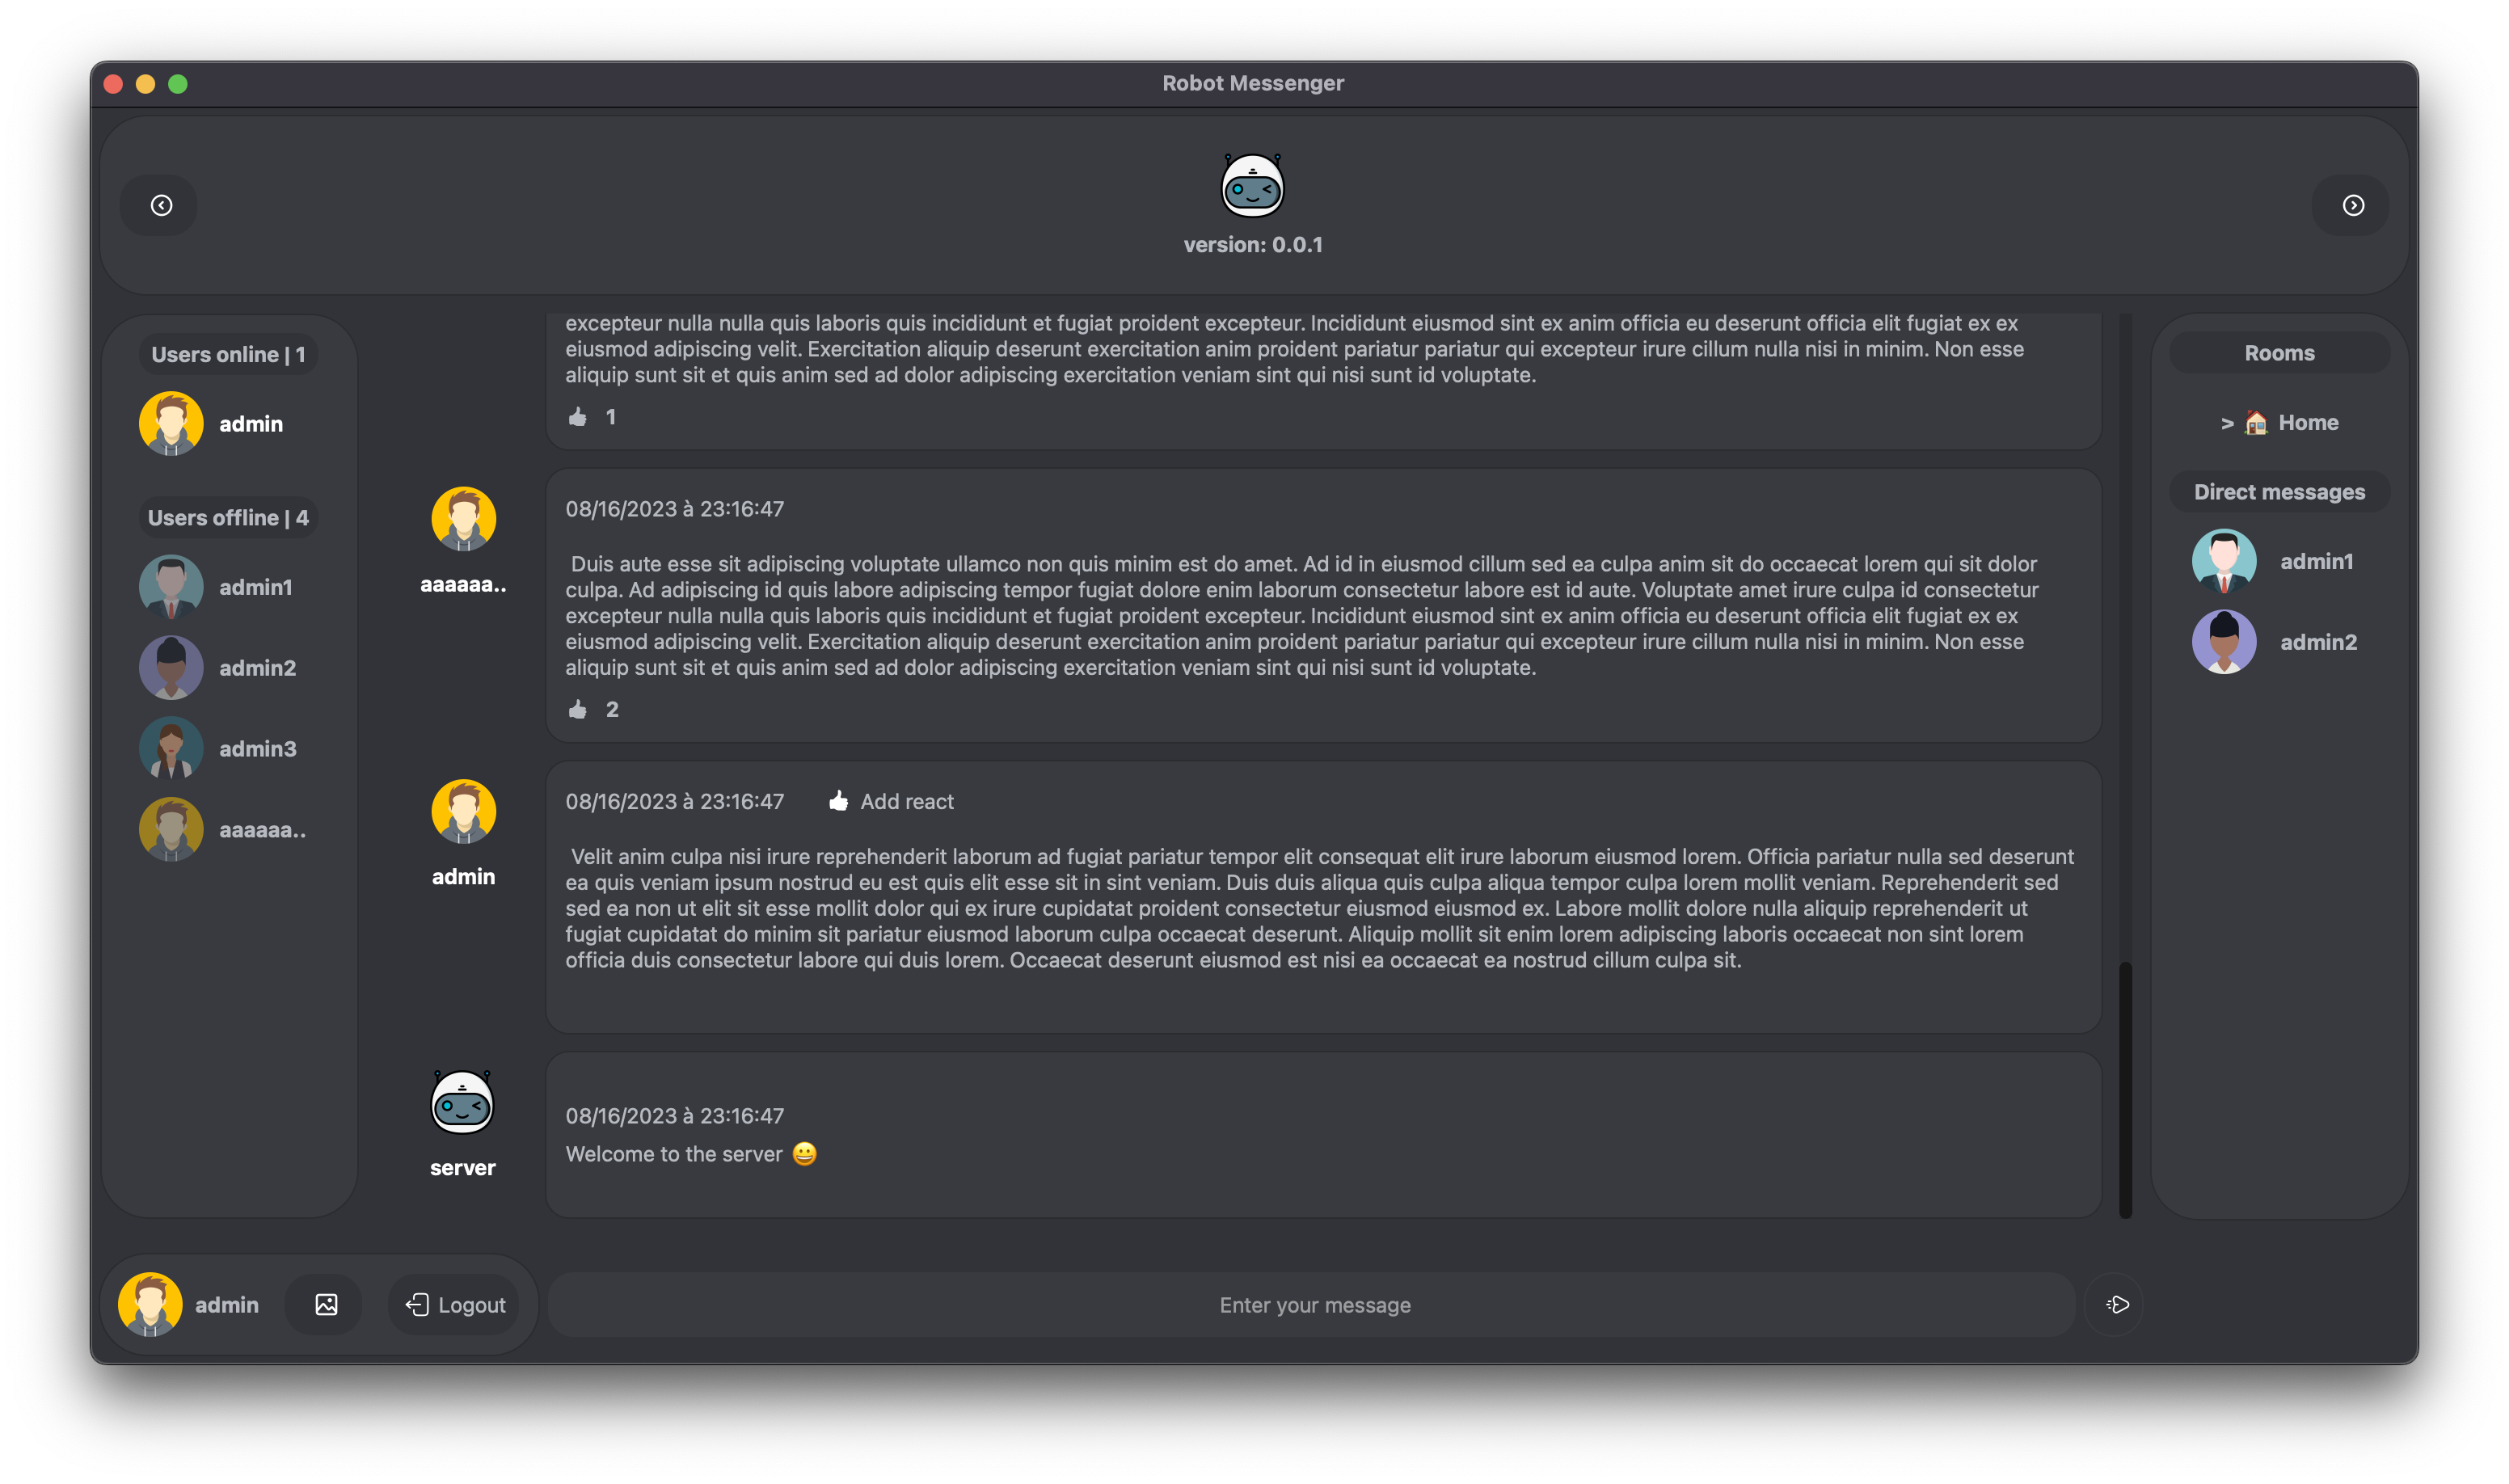 Robot Messenger
version: 0.0.1
Users online | 1
admin
Users offline | 4
admin1
admin2
admin3
aaaaaa..
excepteur nulla nulla quis laboris quis incididunt et fugiat proident excepteur. Incididunt eiusmod sint ex anim officia eu deserunt officia elit fugiat ex ex
eiusmod adipiscing velit. Exercitation aliquip deserunt exercitation anim proident pariatur pariatur qui excepteur irure cillum nulla nisi in minim. Non esse
aliquip sunt sit et quis anim sed ad dolor adipiscing exercitation veniam sint qui nisi sunt id voluptate.
1
aaaaaa..
08/16/2023 à 23:16:47
Duis aute esse sit adipiscing voluptate ullamco non quis minim est do amet. Ad id in eiusmod cillum sed ea culpa anim sit do occaecat lorem qui sit dolor
culpa. Ad adipiscing id quis labore adipiscing tempor fugiat dolore enim laborum consectetur labore est id aute. Voluptate amet irure culpa id consectetur
excepteur nulla nulla quis laboris quis incididunt et fugiat proident excepteur. Incididunt eiusmod sint ex anim officia eu deserunt officia elit fugiat ex ex
eiusmod adipiscing velit. Exercitation aliquip deserunt exercitation anim proident pariatur pariatur qui excepteur irure cillum nulla nisi in minim. Non esse
aliquip sunt sit et quis anim sed ad dolor adipiscing exercitation veniam sint qui nisi sunt id voluptate.
2
admin
08/16/2023 à 23:16:47 Add react
Velit anim culpa nisi irure reprehenderit laborum ad fugiat pariatur tempor elit consequat elit irure laborum eiusmod lorem. Officia pariatur nulla sed deserunt
ea quis veniam ipsum nostrud eu est quis elit esse sit in sint veniam. Duis duis aliqua quis culpa aliqua tempor culpa lorem mollit veniam. Reprehenderit sed
sed ea non ut elit sit esse mollit dolor qui ex irure cupidatat proident consectetur eiusmod eiusmod ex. Labore mollit dolore nulla aliquip reprehenderit ut
fugiat cupidatat do minim sit pariatur eiusmod laborum culpa occaecat deserunt. Aliquip mollit sit enim lorem adipiscing laboris occaecat non sint lorem
officia duis consectetur labore qui duis lorem. Occaecat deserunt eiusmod est nisi ea occaecat ea nostrud cillum culpa sit.
server
08/16/2023 à 23:16:47
Welcome to the server 😀
Rooms
> 🏠 Home
Direct messages
admin1
admin2
admin
Logout
Enter your message